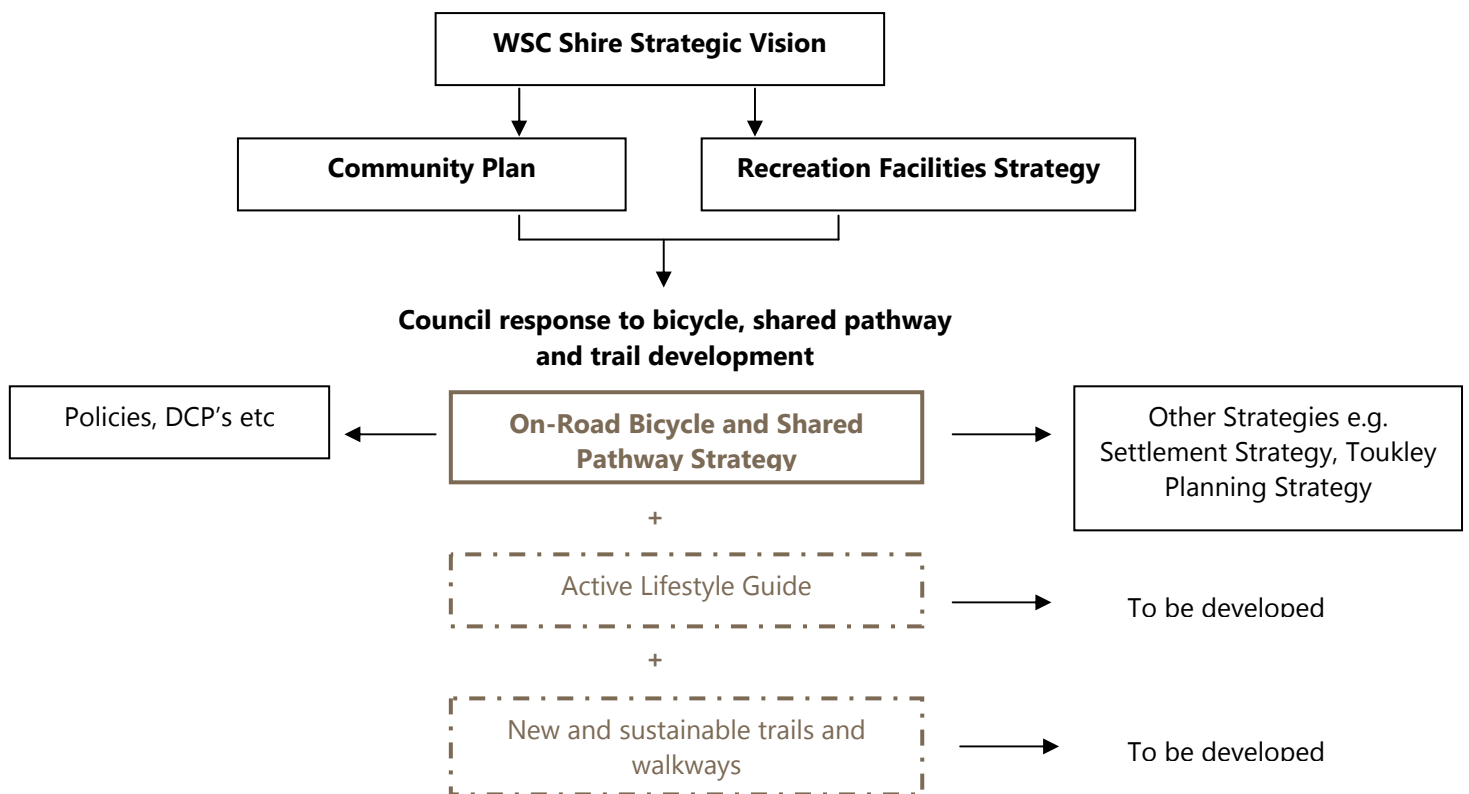 WSC Shire Strategic Vision
Community Plan
Recreation Facilities Strategy
Council response to bicycle, shared pathway
and trail development
Policies, DCP's etc
On-Road Bicycle and Shared
Pathway Strategy
Other Strategies e.g.
Settlement Strategy, Toukley
Planning Strategy
+
Active Lifestyle Guide
To be developed
+
New and sustainable trails and
walkways
To be developed